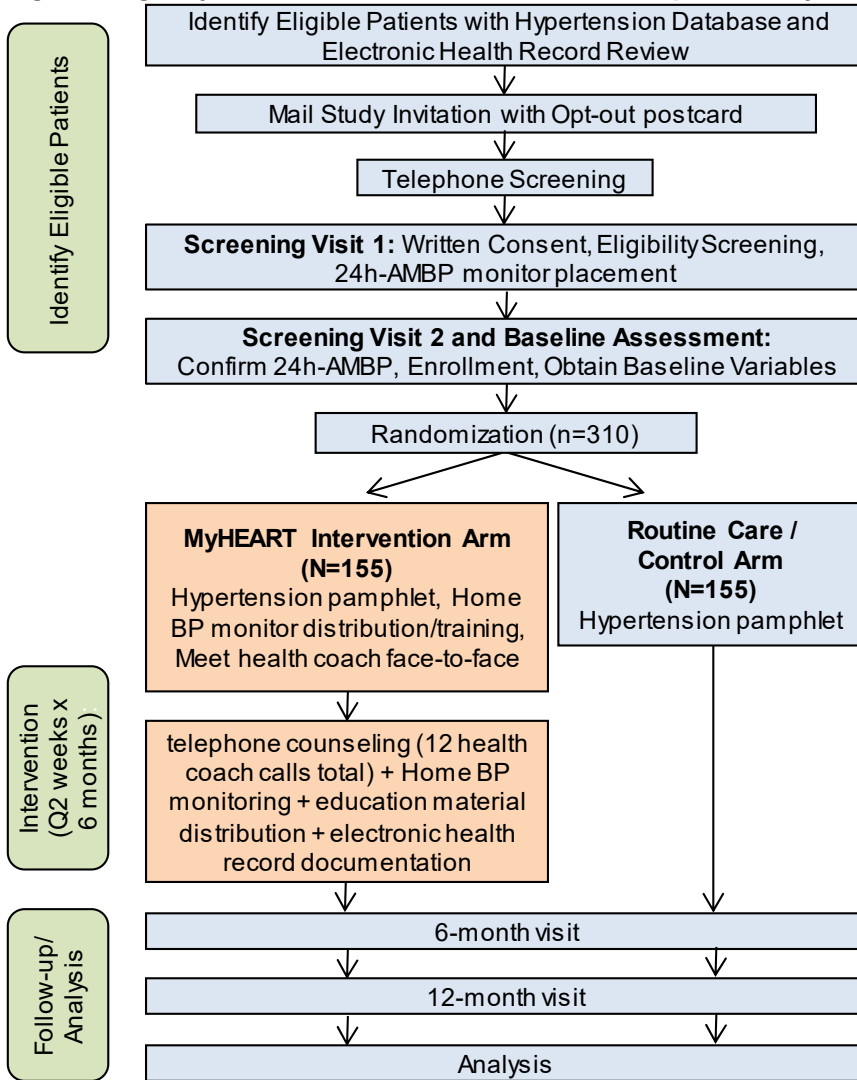 Identify Eligible Patients with Hypertension Database and
Electronic Health Record Review
Mail Study Invitation with Opt-out postcard
Telephone Screening
Screening Visit 1: Written Consent, Eligibility Screening,
24h-AMBP monitor placement
Screening Visit 2 and Baseline Assessment:
Confirm 24h-AMBP, Enrollment, Obtain Baseline Variables
Identify Eligible Patients
Randomization (n=310)
MyHEART Intervention Arm
(N=155)
Hypertension pamphlet, Home
BP monitor distribution/training,
Meet health coach face-to-face
Routine Care /
Control Arm
(N=155)
Hypertension pamphlet
Intervention
(Q2 weeks x
6 months):
telephone counseling (12 health
coach calls total) + Home BP
monitoring + education material
distribution + electronic health
record documentation
Follow-up/
Analysis
6-month visit
12-month visit
Analysis